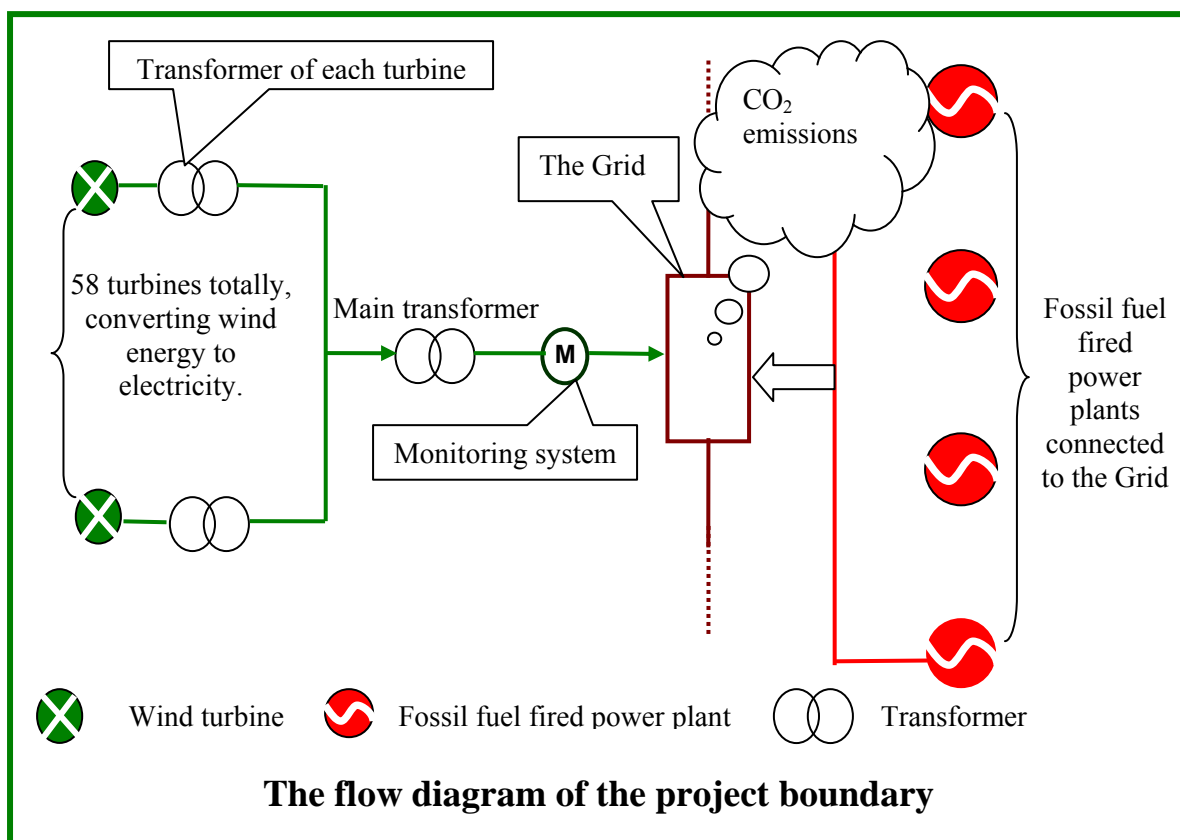 Transformer of each turbine
CO₂
emissions
The Grid
58 turbines totally,
converting wind
energy to
electricity.
Main transformer
M
Monitoring system
Fossil fuel
fired
power
plants
connected
to the Grid
Wind turbine
Fossil fuel fired power plant
Transformer
The flow diagram of the project boundary